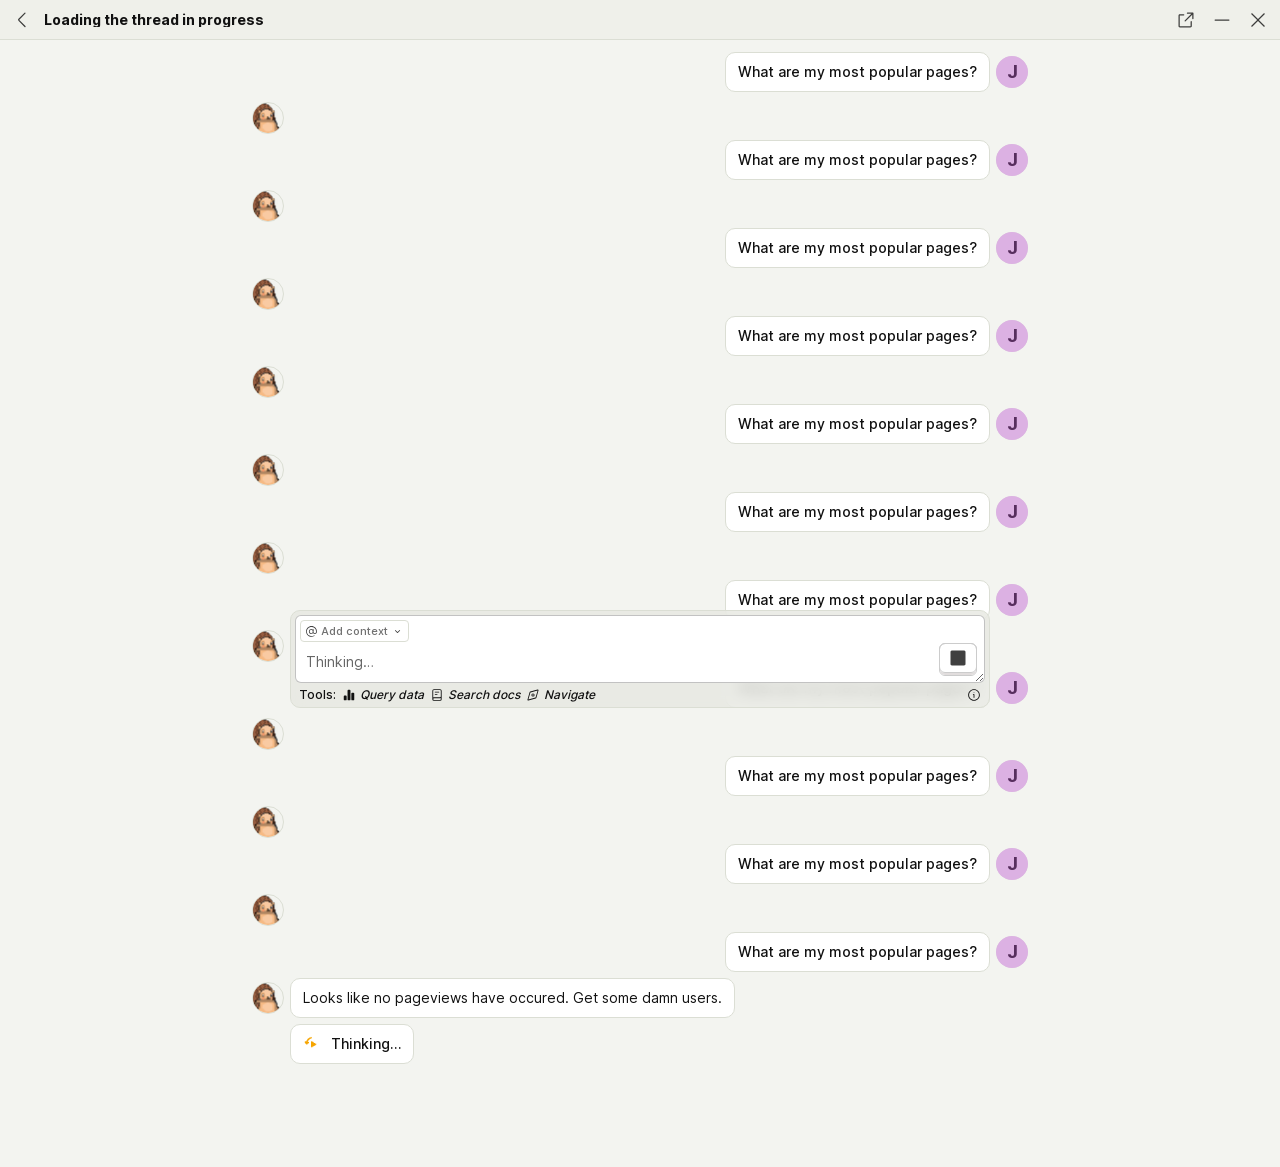 Loading the thread in progress
What are my most popular pages?
J
What are my most popular pages?
J
What are my most popular pages?
J
What are my most popular pages?
J
What are my most popular pages?
J
What are my most popular pages?
J
What are my most popular pages?
J
@ Add context
Thinking…
J
Tools: Query data Search docs Navigate
What are my most popular pages?
J
What are my most popular pages?
J
What are my most popular pages?
J
Looks like no pageviews have occured. Get some damn users.
Thinking...